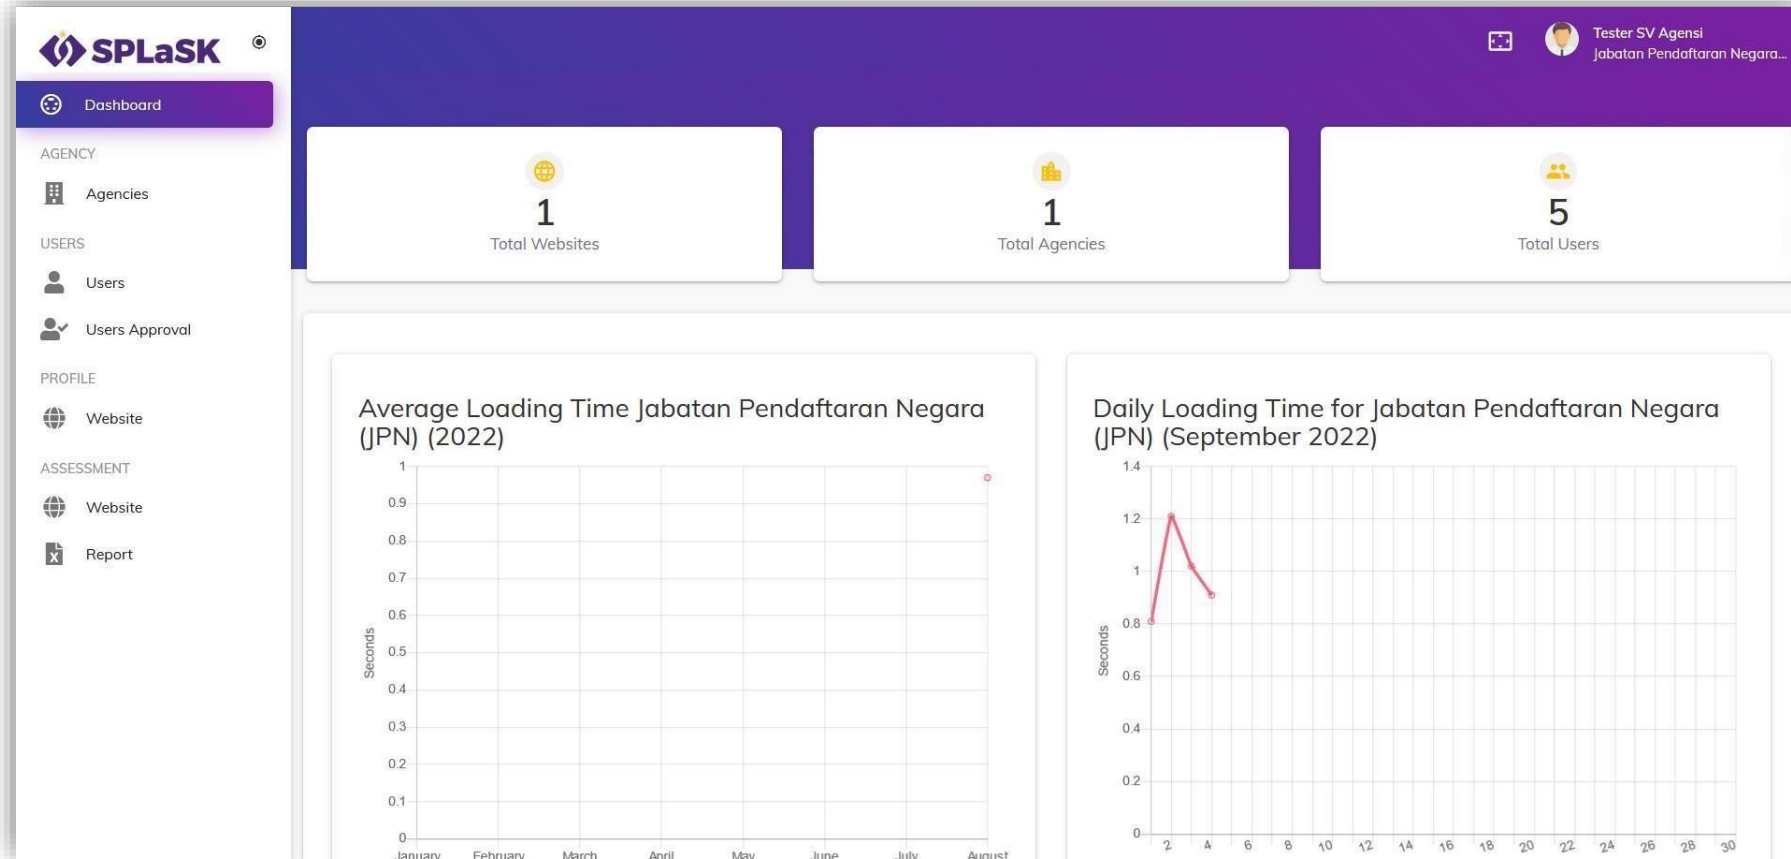 SPLaSK
Tester SV Agensi
Jabatan Pendaftaran Negara...
Dashboard
AGENCY
Agencies
USERS
Users
Users Approval
PROFILE
Website
ASSESSMENT
Website
Report
1
Total Websites
1
Total Agencies
5
Total Users
Average Loading Time Jabatan Pendaftaran Negara
(JPN) (2022)
1
0.9
0.8
0.7
0.6
0.5
0.4
0.3
0.2
0.1
0
Seconds
January February March April May June July August
Daily Loading Time for Jabatan Pendaftaran Negara
(JPN) (September 2022)
1.4
1.2
1
0.8
0.6
0.4
0.2
0
Seconds
2 4 6 8 10 12 14 16 18 20 22 24 26 28 30